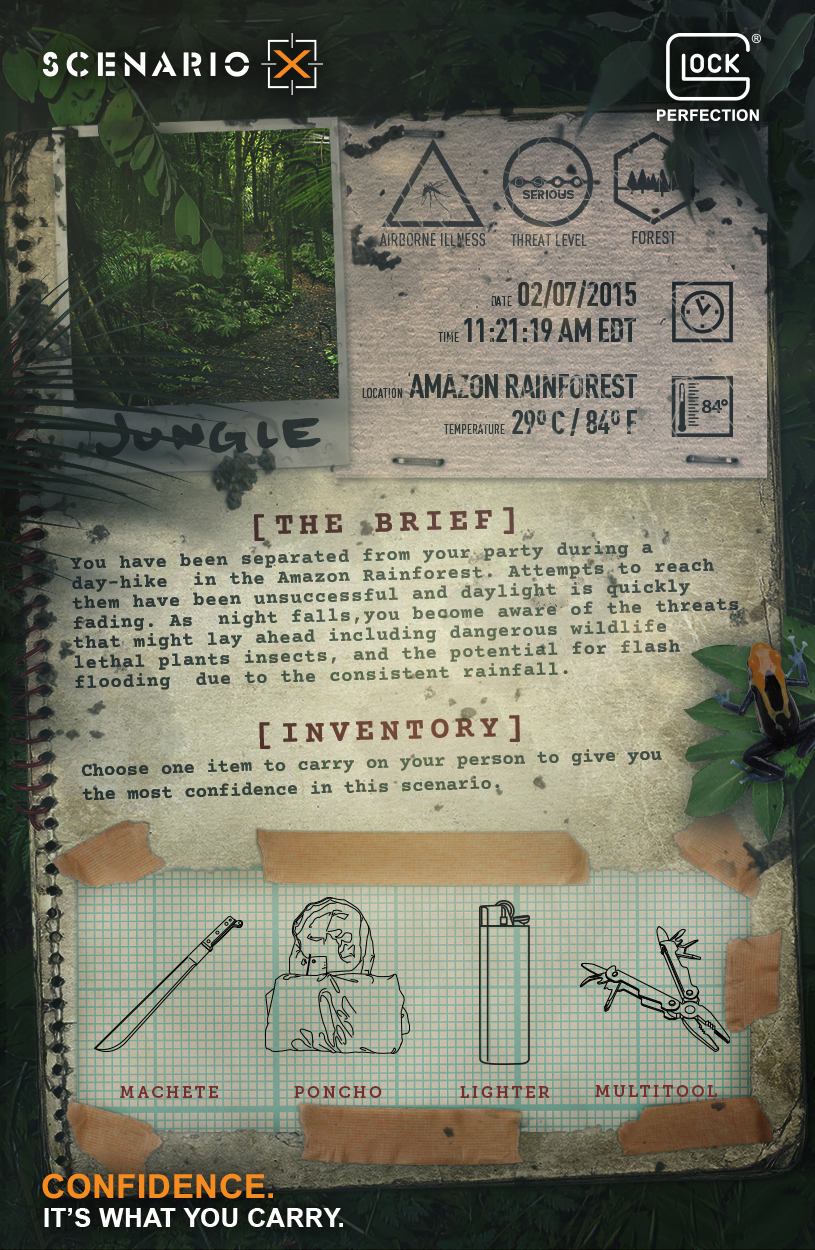 SCENARIO X
GLOCK ®
PERFECTION
SERIOUS
AIRBORNE ILLNESS THREAT LEVEL FOREST
DATE 02/07/2015
TIME 11:21:19 AM EDT
LOCATION AMAZON RAINFOREST
84º
TEMPERATURE 29º C / 84º F
JUNGLE
[THE BRIEF]
You have been separated from your party during a
day-hike in the Amazon Rainforest. Attempts to reach
them have been unsuccessful and daylight is quickly
fading. As night falls,you become aware of the threats
that might lay ahead including dangerous wildlife
lethal plants insects, and the potential for flash
flooding due to the consistent rainfall.
[INVENTORY]
Choose one item to carry on your person to give you
the most confidence in this scenario.
MACHETE PONCHO LIGHTER MULTITOOL
CONFIDENCE.
IT'S WHAT YOU CARRY.